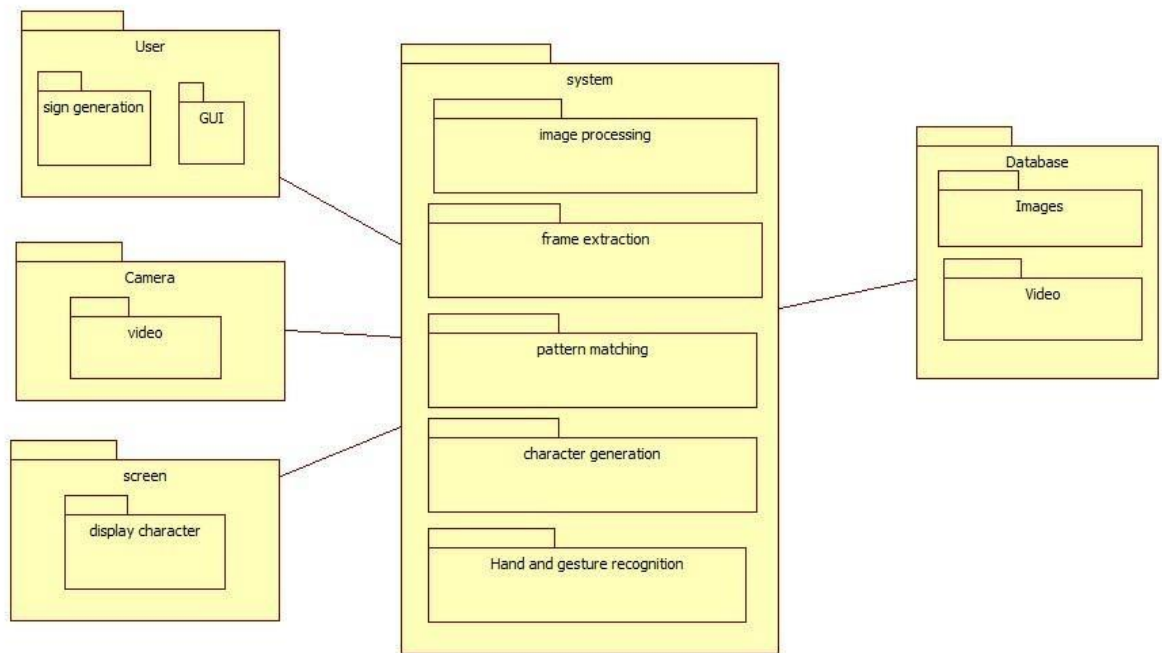 User
sign generation
GUI
Camera
video
screen
display character
system
image processing
frame extraction
pattern matching
character generation
Hand and gesture recognition
Database
Images
Video